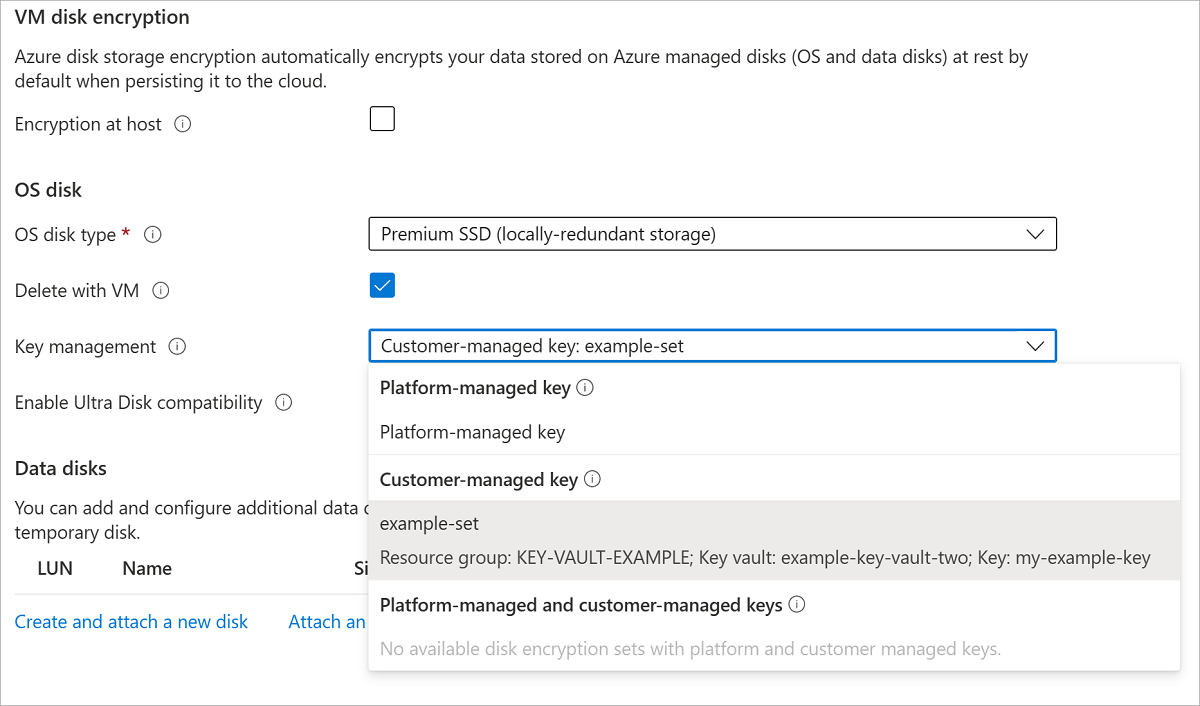 VM disk encryption
Azure disk storage encryption automatically encrypts your data stored on Azure managed disks (OS and data disks) at rest by
default when persisting it to the cloud.
Encryption at host
OS disk
OS disk type *
Premium SSD (locally-redundant storage)
Delete with VM
Key management
Customer-managed key: example-set
Platform-managed key
Enable Ultra Disk compatibility
Platform-managed key
Data disks
Customer-managed key
You can add and configure additional data
temporary disk.
example-set
Resource group: KEY-VAULT-EXAMPLE; Key vault: example-key-vault-two; Key: my-example-key
LUN Name
Platform-managed and customer-managed keys
Create and attach a new disk Attach an
No available disk encryption sets with platform and customer managed keys.